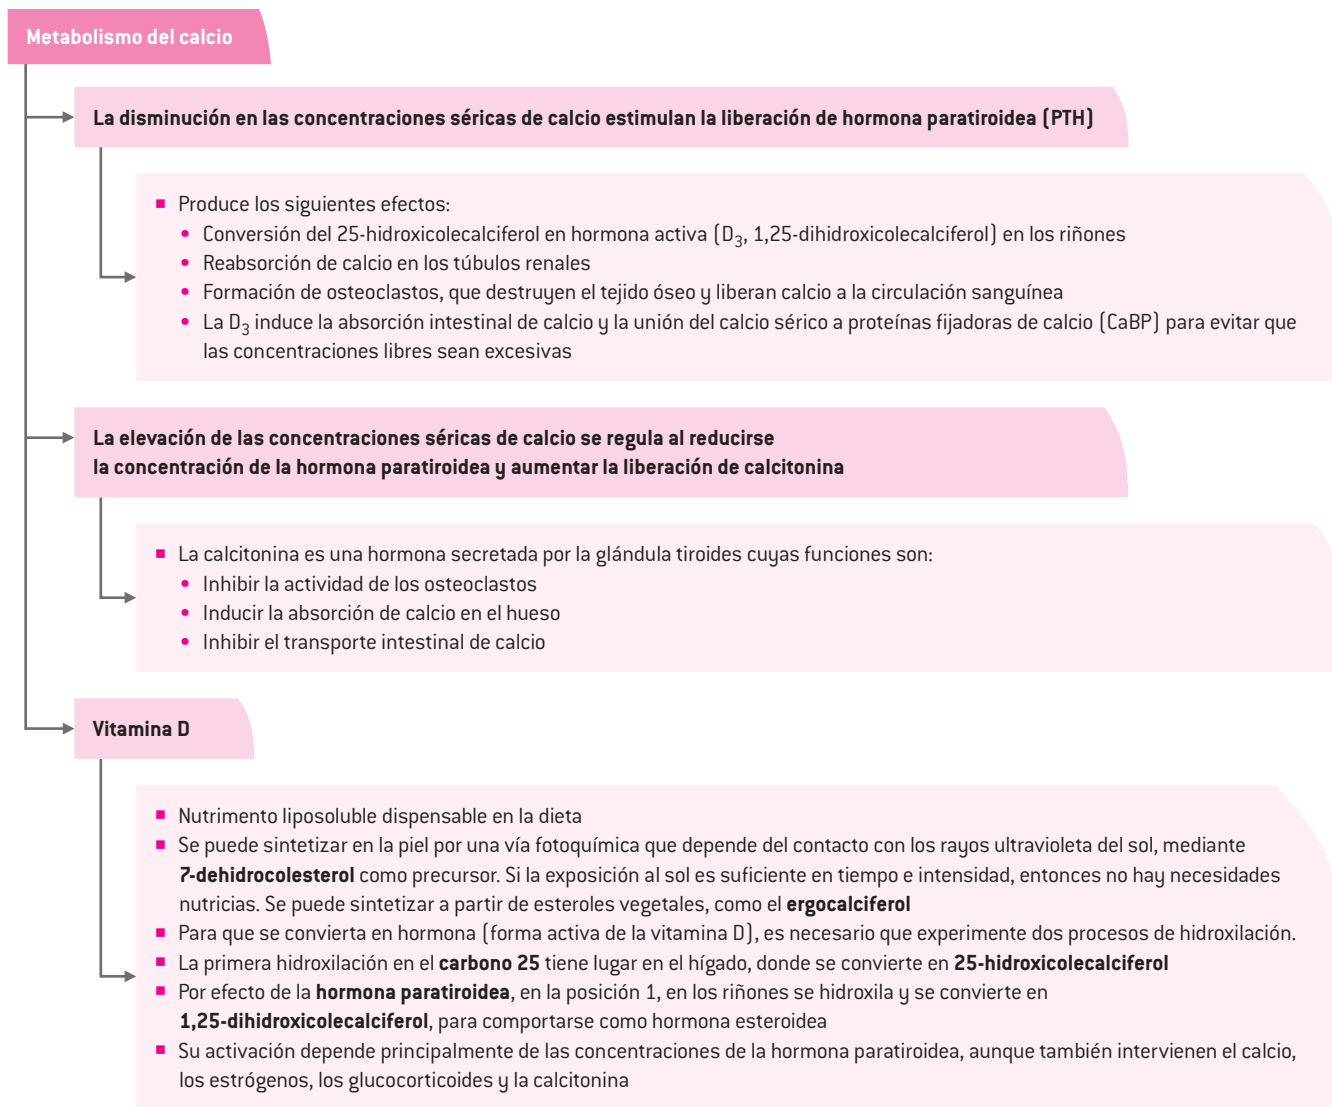 Metabolismo del calcio
La disminución en las concentraciones séricas de calcio estimulan la liberación de hormona paratiroidea (PTH)
■ Produce los siguientes efectos:
• Conversión del 25-hidroxicolecalciferol en hormona activa (D₃, 1,25-dihidroxicolecalciferol) en los riñones
• Reabsorción de calcio en los túbulos renales
• Formación de osteoclastos, que destruyen el tejido óseo y liberan calcio a la circulación sanguínea
• La D₃ induce la absorción intestinal de calcio y la unión del calcio sérico a proteínas fijadoras de calcio (CaBP) para evitar que
las concentraciones libres sean excesivas
La elevación de las concentraciones séricas de calcio se regula al reducirse
la concentración de la hormona paratiroidea y aumentar la liberación de calcitonina
■ La calcitonina es una hormona secretada por la glándula tiroides cuyas funciones son:
• Inhibir la actividad de los osteoclastos
• Inducir la absorción de calcio en el hueso
• Inhibir el transporte intestinal de calcio
Vitamina D
■ Nutrimento liposoluble dispensable en la dieta
■ Se puede sintetizar en la piel por una vía fotoquímica que depende del contacto con los rayos ultravioleta del sol, mediante
7-dehidrocolesterol como precursor. Si la exposición al sol es suficiente en tiempo e intensidad, entonces no hay necesidades
nutricias. Se puede sintetizar a partir de esteroles vegetales, como el ergocalciferol
■ Para que se convierta en hormona (forma activa de la vitamina D), es necesario que experimente dos procesos de hidroxilación.
■ La primera hidroxilación en el carbono 25 tiene lugar en el hígado, donde se convierte en 25-hidroxicolecalciferol
■ Por efecto de la hormona paratiroidea, en la posición 1, en los riñones se hidroxila y se convierte en
1,25-dihidroxicolecalciferol, para comportarse como hormona esteroidea
■ Su activación depende principalmente de las concentraciones de la hormona paratiroidea, aunque también intervienen el calcio,
los estrógenos, los glucocorticoides y la calcitonina